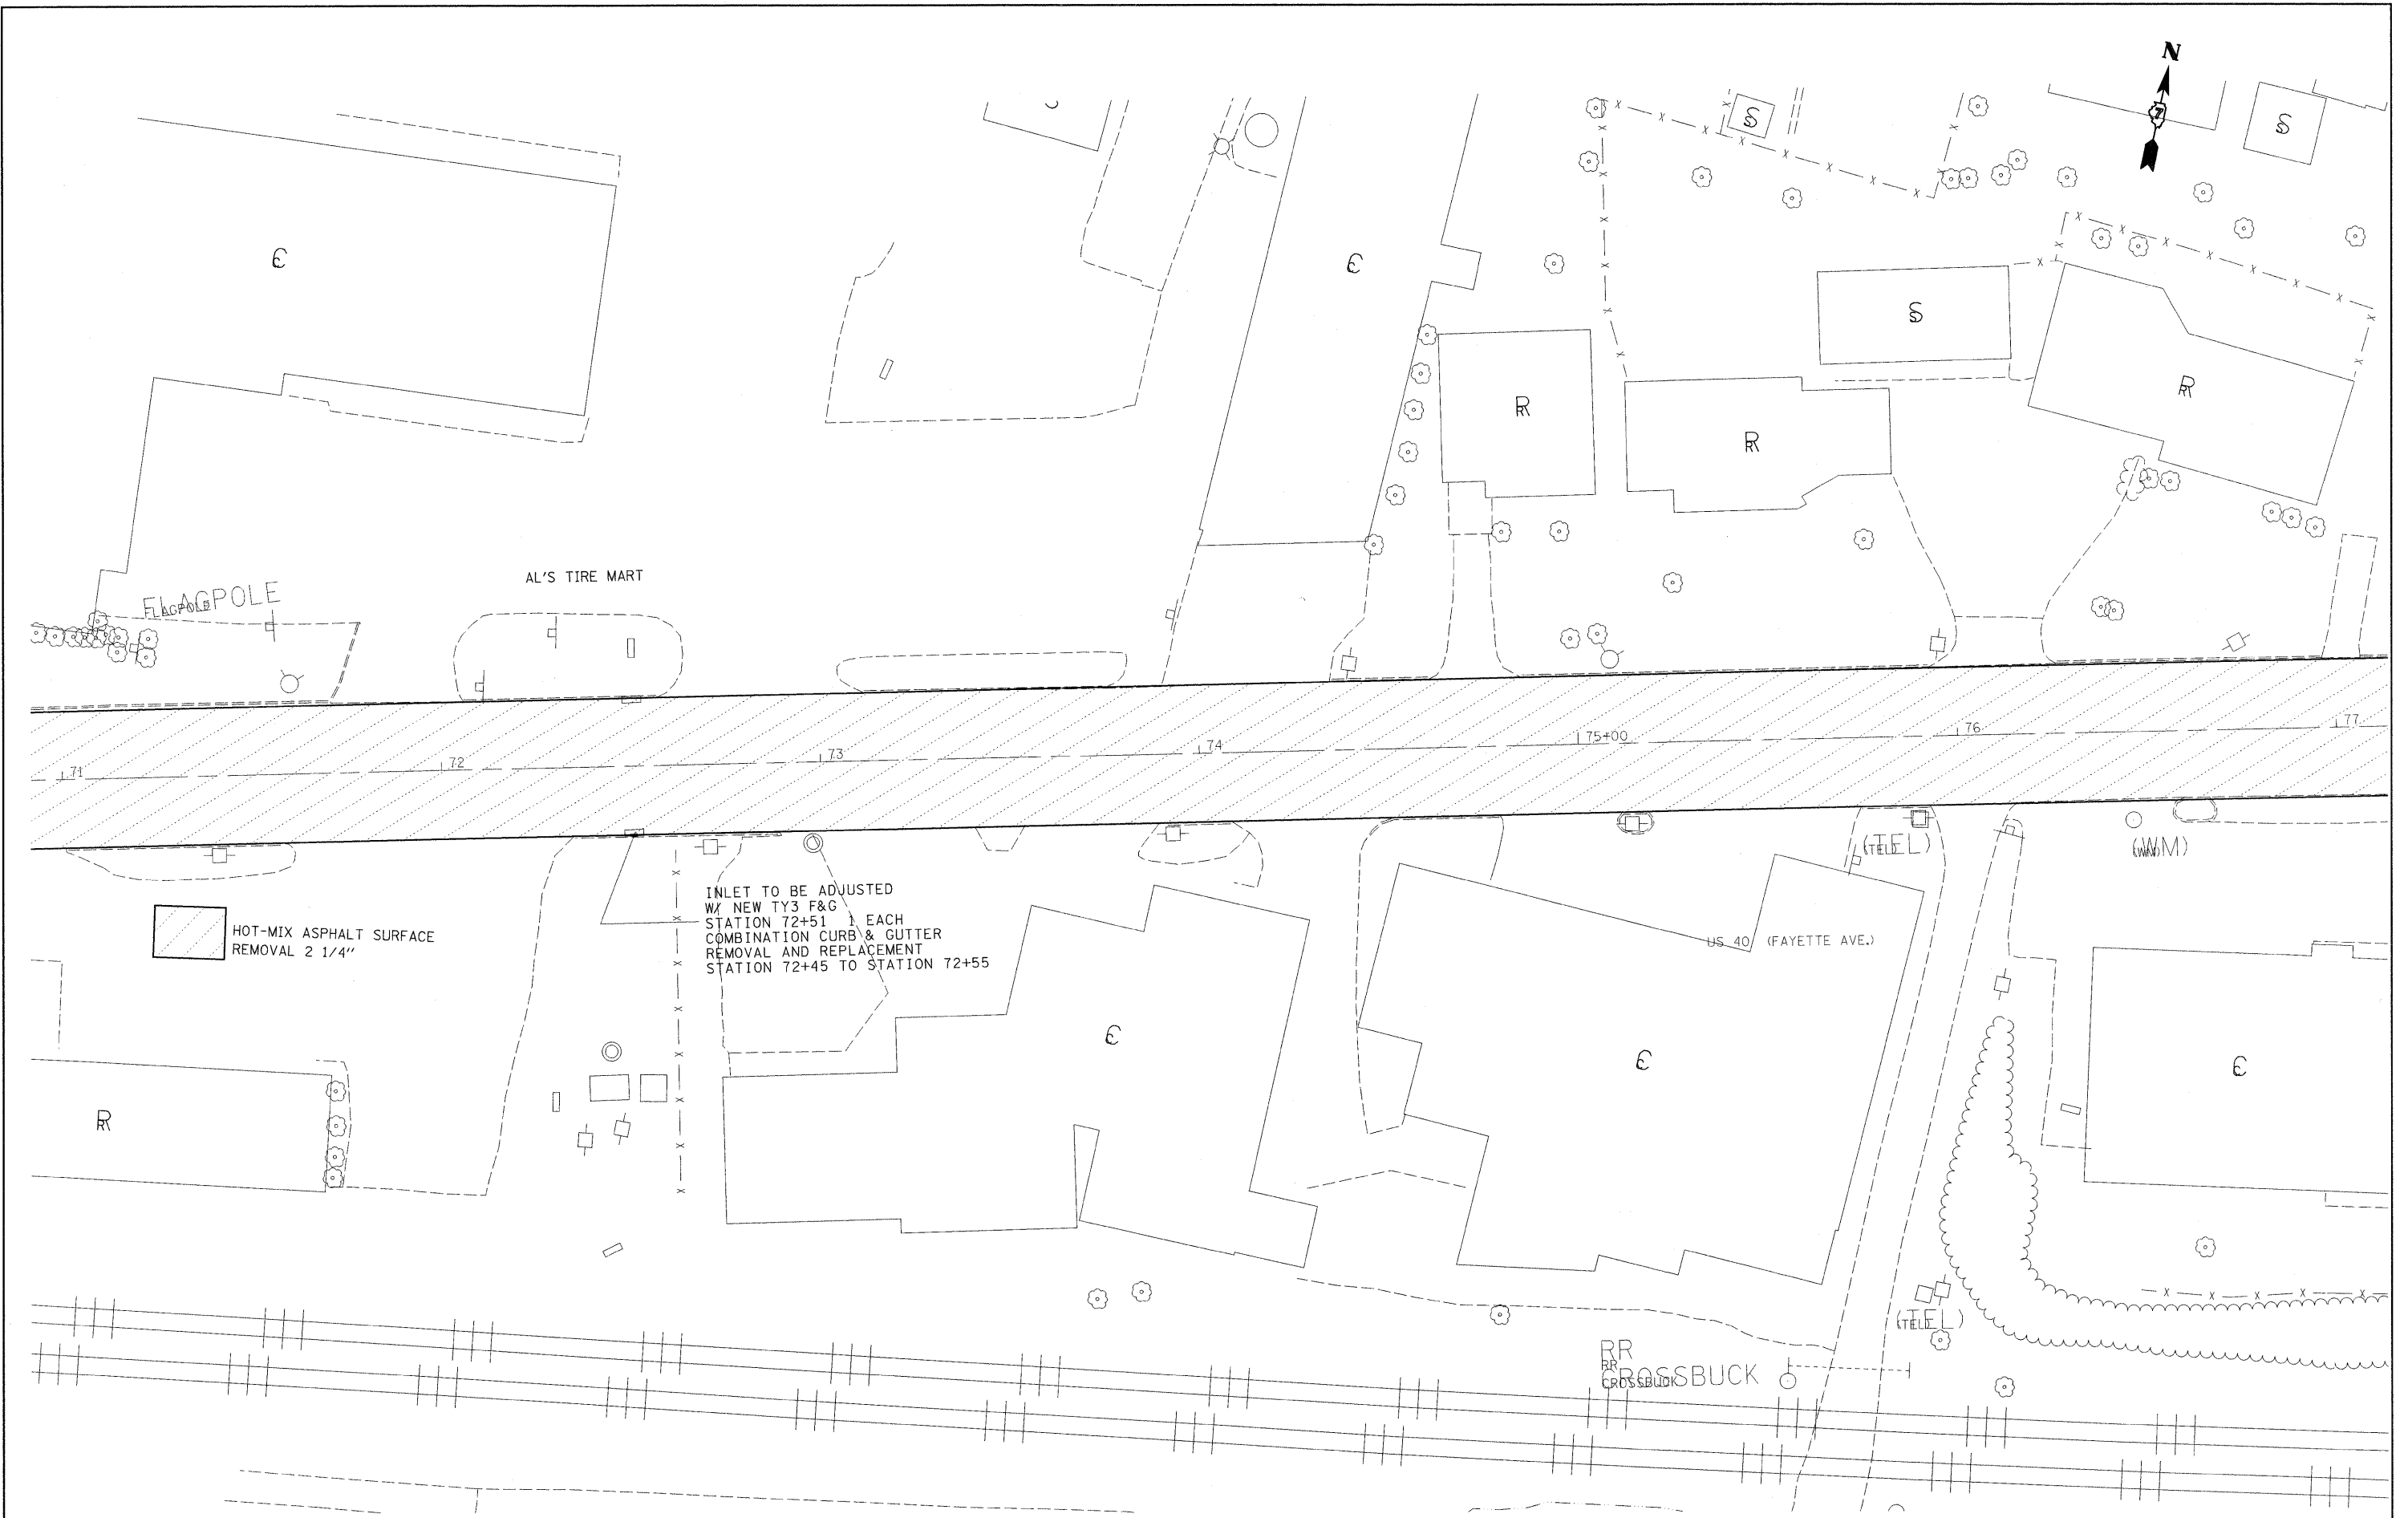 N
7
S
S
C
C
S
R
R
R
AL'S TIRE MART
FLAGPOLE
FLAGPOLE
71
72
73
74
75+00
76
77
(TEL)
(TEL)
(WM)
(WM)
INLET TO BE ADJUSTED
W/ NEW TY3 F&G
STATION 72+51 1 EACH
COMBINATION CURB & GUTTER
REMOVAL AND REPLACEMENT
STATION 72+45 TO STATION 72+55
HOT-MIX ASPHALT SURFACE
REMOVAL 2 1/4"
US 40 (FAYETTE AVE.)
C
C
C
R
(TEL)
(TEL)
RR
RR
CROSSBUCK
CROSSBUCK